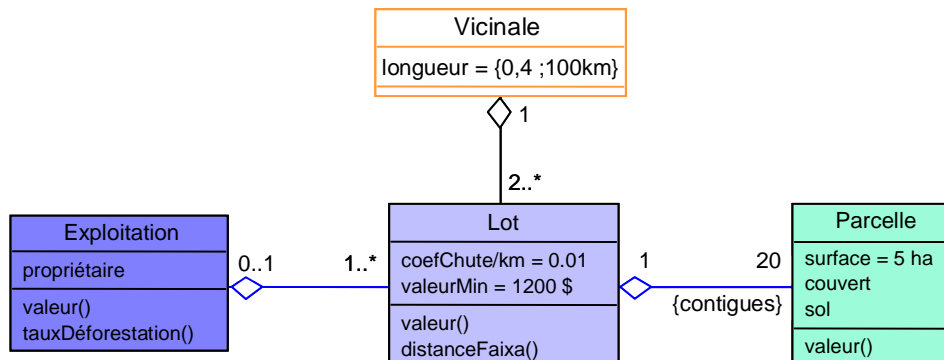 Vicinale
longueur = {0,4 ;100km}
1
2..*
Exploitation
propriétaire
valeur()
tauxDéforestation()
0..1
1..*
Lot
coefChute/km = 0.01
valeurMin = 1200 $
valeur()
distanceFaixa()
1
20
{contigues}
Parcelle
surface = 5 ha
couvert
sol
valeur()